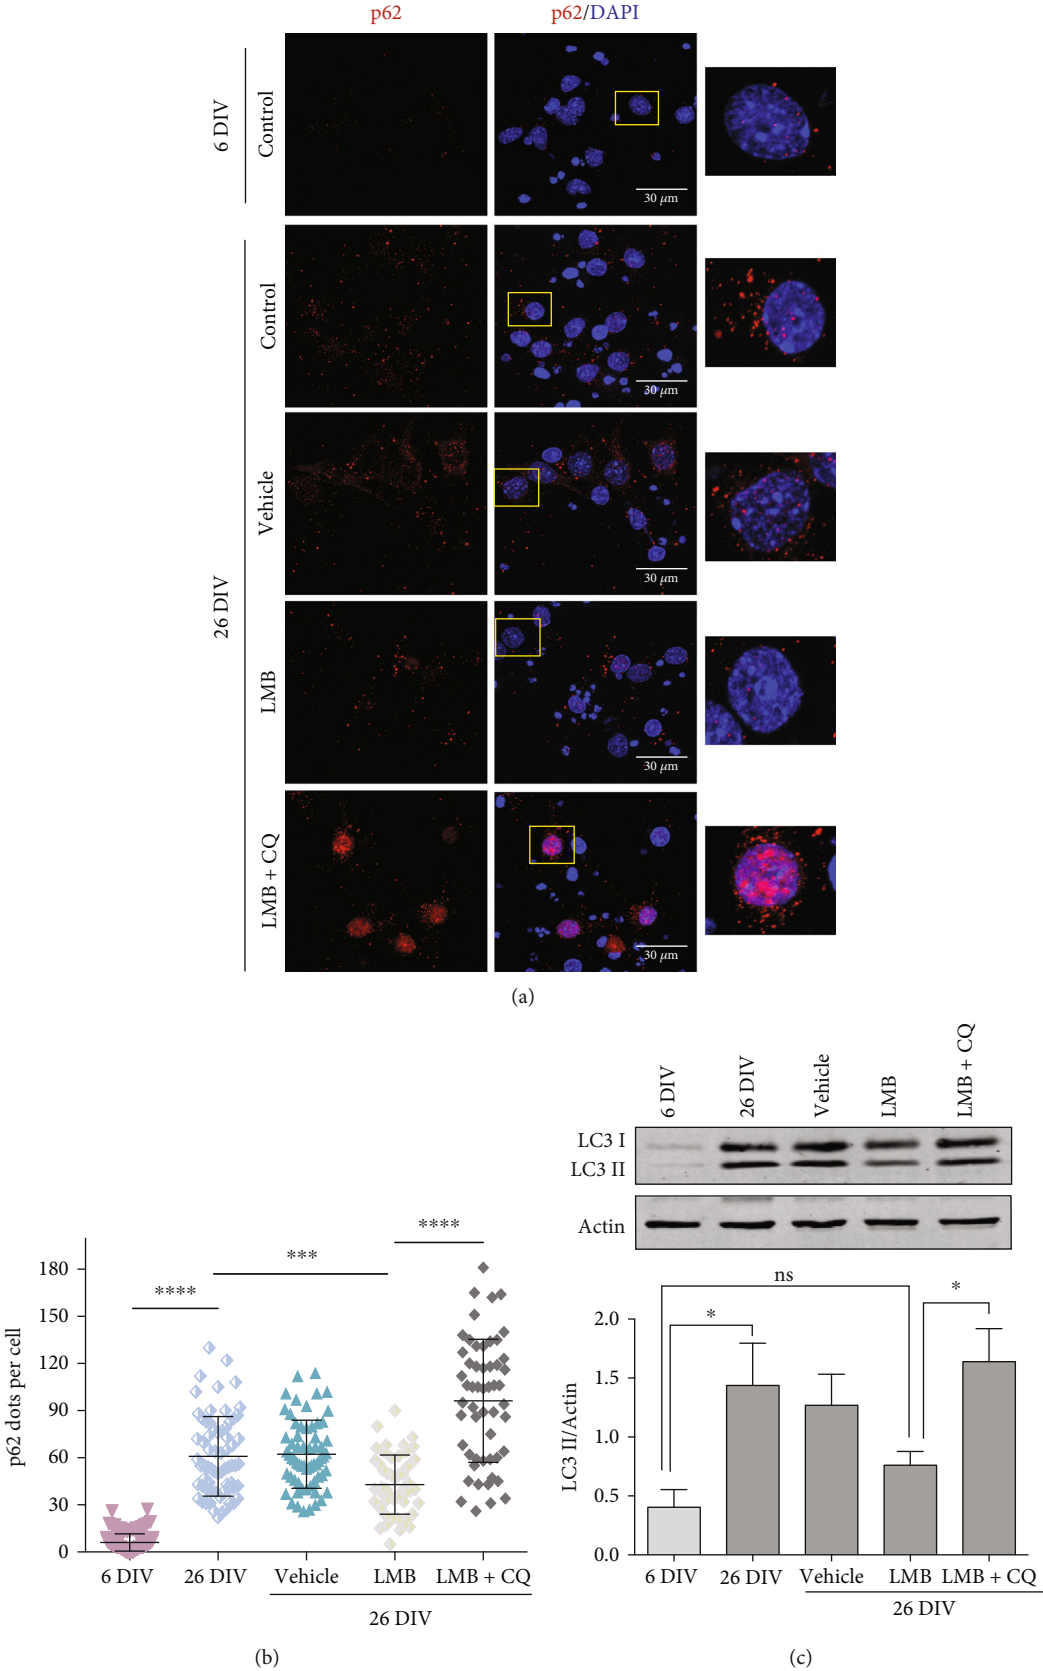 p62 p62/DAPI
6 DIV
Control
30 μm
26 DIV
Control
30 μm
Vehicle
30 μm
LMB
30 μm
LMB + CQ
30 μm
(a)
p62 dots per cell
180
150
120
90
60
30
0
****
***
****
6 DIV 26 DIV Vehicle LMB LMB + CQ
26 DIV
(b)
6 DIV 26 DIV Vehicle LMB LMB + CQ
LC3 I
LC3 II
Actin
LC3 II/Actin
2.0
1.5
1.0
0.5
0.0
ns
*
*
6 DIV 26 DIV Vehicle LMB LMB + CQ
26 DIV
(c)